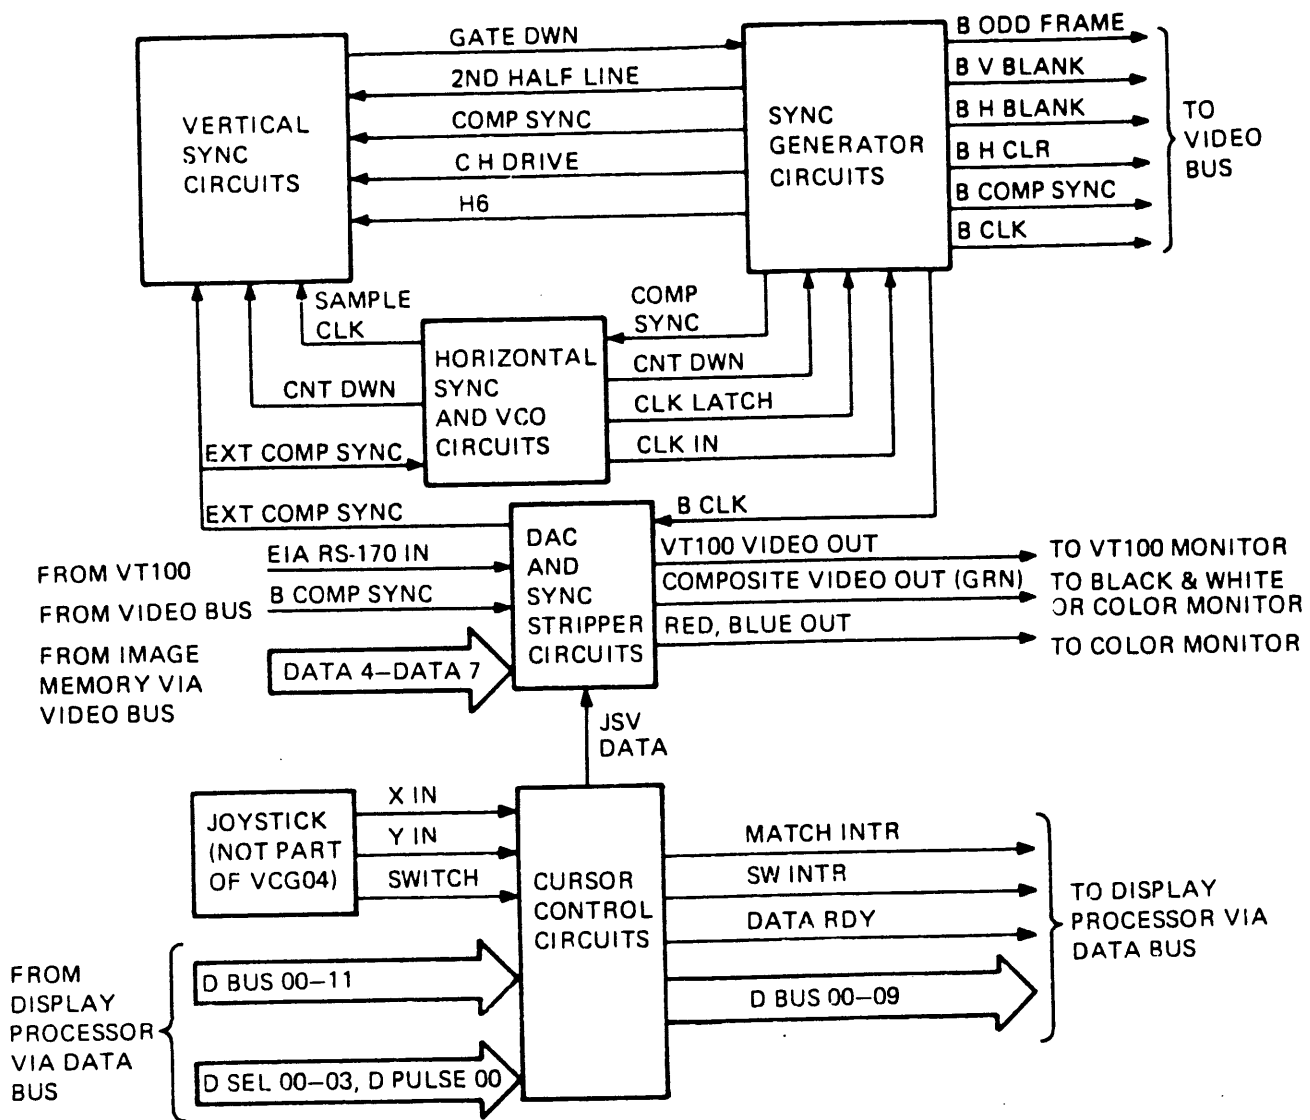 GATE DWN
2ND HALF LINE
COMP SYNC
C H DRIVE
H6
VERTICAL
SYNC
CIRCUITS
SYNC
GENERATOR
CIRCUITS
B ODD FRAME
B V BLANK
B H BLANK
B H CLR
B COMP SYNC
B CLK
TO
VIDEO
BUS
SAMPLE
CLK
CNT DWN
EXT COMP SYNC
HORIZONTAL
SYNC
AND VCO
CIRCUITS
COMP
SYNC
CNT DWN
CLK LATCH
CLK IN
EXT COMP SYNC
B CLK
FROM VT100
EIA RS-170 IN
FROM VIDEO BUS
B COMP SYNC
FROM IMAGE
MEMORY VIA
VIDEO BUS
DATA 4–DATA 7
DAC
AND
SYNC
STRIPPER
CIRCUITS
VT100 VIDEO OUT
TO VT100 MONITOR
COMPOSITE VIDEO OUT (GRN)
TO BLACK & WHITE
OR COLOR MONITOR
RED, BLUE OUT
TO COLOR MONITOR
JSV
DATA
JOYSTICK
(NOT PART
OF VCG04)
X IN
Y IN
SWITCH
CURSOR
CONTROL
CIRCUITS
MATCH INTR
SW INTR
DATA RDY
D BUS 00–09
TO DISPLAY
PROCESSOR VIA
DATA BUS
FROM
DISPLAY
PROCESSOR
VIA DATA
BUS
D BUS 00–11
D SEL 00–03, D PULSE 00